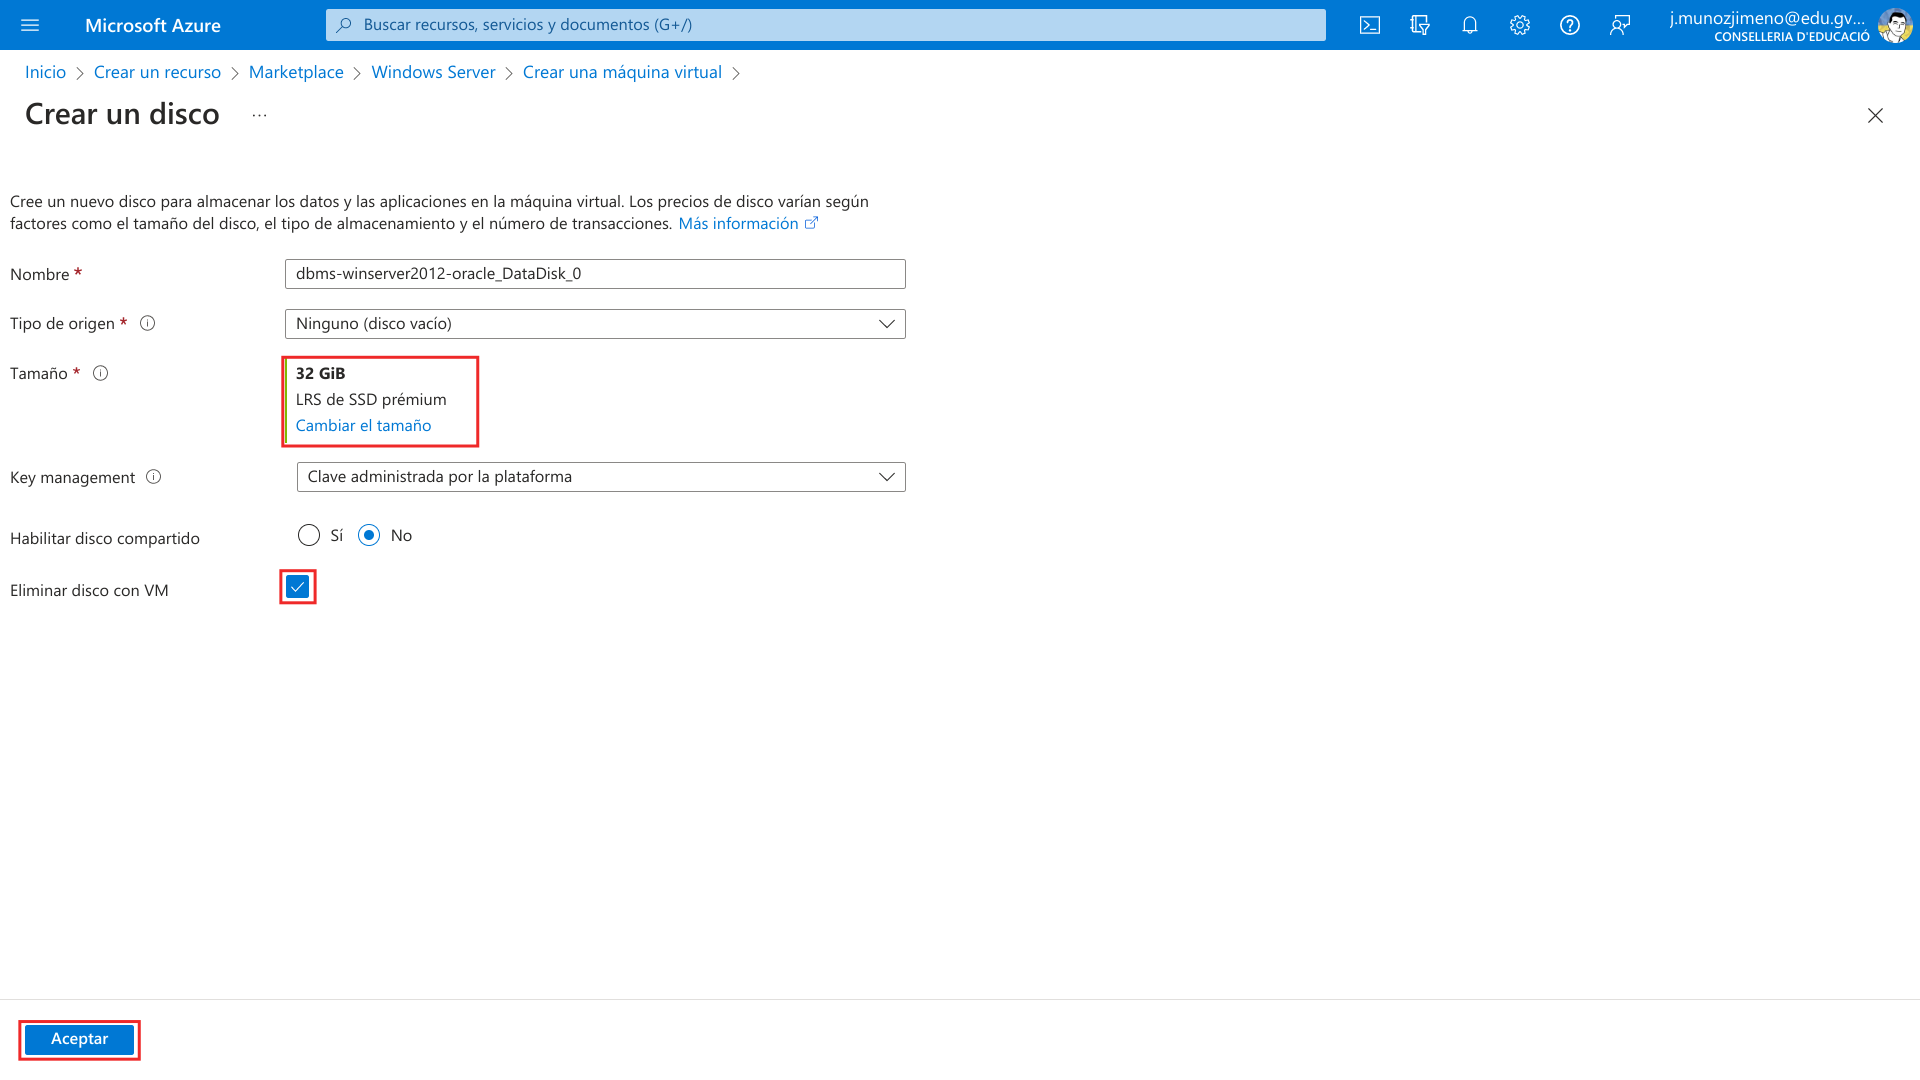 Microsoft Azure
Buscar recursos, servicios y documentos (G+/)
j.munozjimeno@edu.gv...
CONSELLERIA D'EDUCACIÓ
Inicio > Crear un recurso > Marketplace > Windows Server > Crear una máquina virtual >
Crear un disco ...
Cree un nuevo disco para almacenar los datos y las aplicaciones en la máquina virtual. Los precios de disco varían según
factores como el tamaño del disco, el tipo de almacenamiento y el número de transacciones. Más información
Nombre *
dbms-winserver2012-oracle_DataDisk_0
Tipo de origen *
Ninguno (disco vacío)
Tamaño *
32 GiB
LRS de SSD prémium
Cambiar el tamaño
Key management
Clave administrada por la plataforma
Habilitar disco compartido
Sí No
Eliminar disco con VM
Aceptar